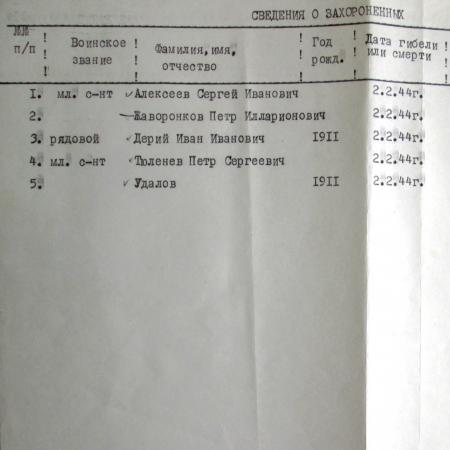 СВЕДЕНИЯ О ЗАХОРОНЕННЫХ
№№ п/п ! Воинское звание ! Фамилия, имя, отчество ! Год рожд. ! Дата гибели или смерти !
1. мл. с-нт Алексеев Сергей Иванович 2.2.44г.
2. Жаворонков Петр Илларионович 2.2.44г.
3. рядовой Дерий Иван Иванович 1911 2.2.44г.
4. мл. с-нт Тюленев Петр Сергеевич 2.2.44г.
5. Удалов 1911 2.2.44г.